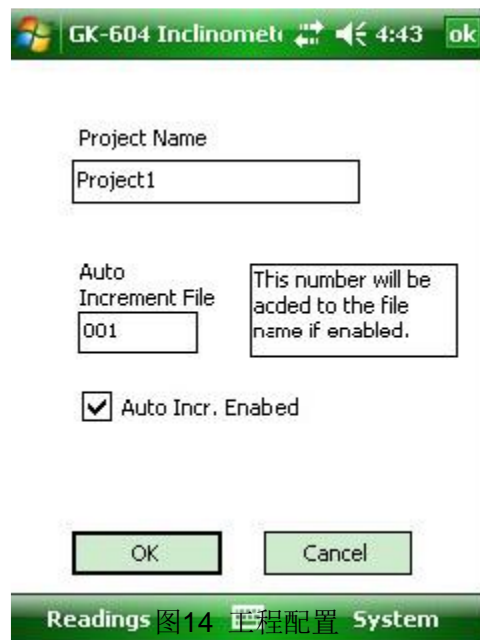 GK-604 Inclinomet 4:43 ok
Project Name
Project1
Auto
Increment File
001
This number will be
acded to the file
name if enabled.
Auto Incr. Enabed
OK
Cancel
Readings 图14 工程配置 System